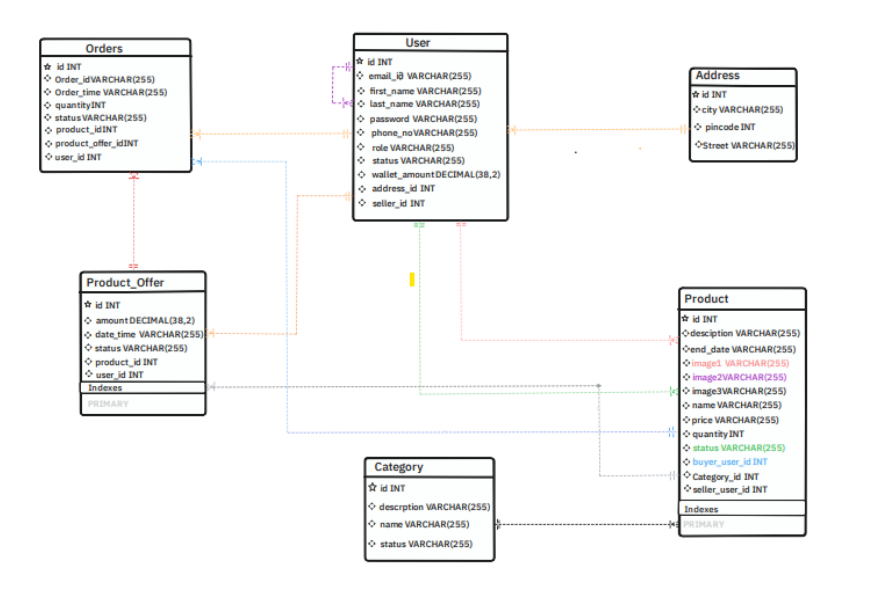 Orders
id INT
Order_idVARCHAR(255)
Order_time VARCHAR(255)
quantityINT
status VARCHAR(255)
product_idINT
product_offer_idINT
user_id INT
User
id INT
email_id VARCHAR(255)
first_name VARCHAR(255)
last_name VARCHAR(255)
password VARCHAR(255)
phone_noVARCHAR(255)
role VARCHAR(255)
status VARCHAR(255)
wallet_amountDECIMAL(38,2)
address_id INT
seller_id INT
Address
id INT
city VARCHAR(255)
pincode INT
Street VARCHAR(255)
Product_Offer
id INT
amount DECIMAL(38,2)
date_time VARCHAR(255)
status VARCHAR(255)
product_id INT
user_id INT
Indexes
PRIMARY
Product
id INT
desciption VARCHAR(255)
end_date VARCHAR(255)
image1 VARCHAR(255)
image2VARCHAR(255)
image3VARCHAR(255)
name VARCHAR(255)
price VARCHAR(255)
quantity INT
status VARCHAR(255)
buyer_user_id INT
Category_id INT
seller_user_id INT
Indexes
PRIMARY
Category
id INT
descrption VARCHAR(255)
name VARCHAR(255)
status VARCHAR(255)